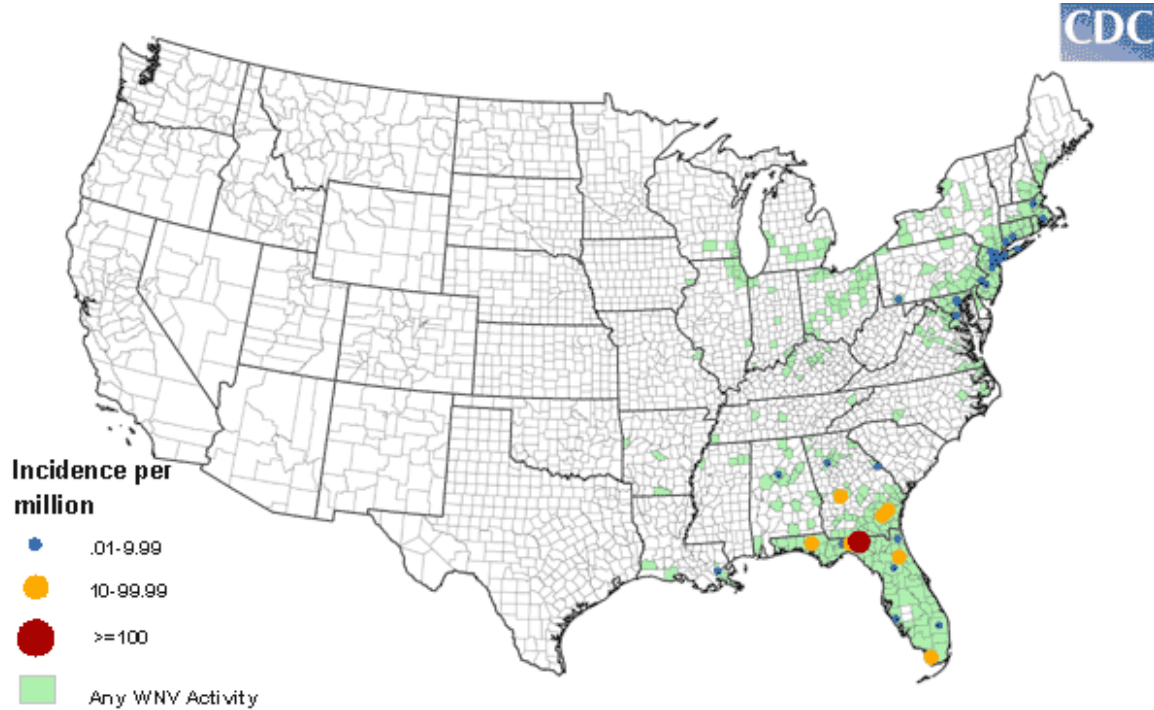 CDC
Incidence per
million
.01-9.99
10-99.99
>=100
Any WNV Activity